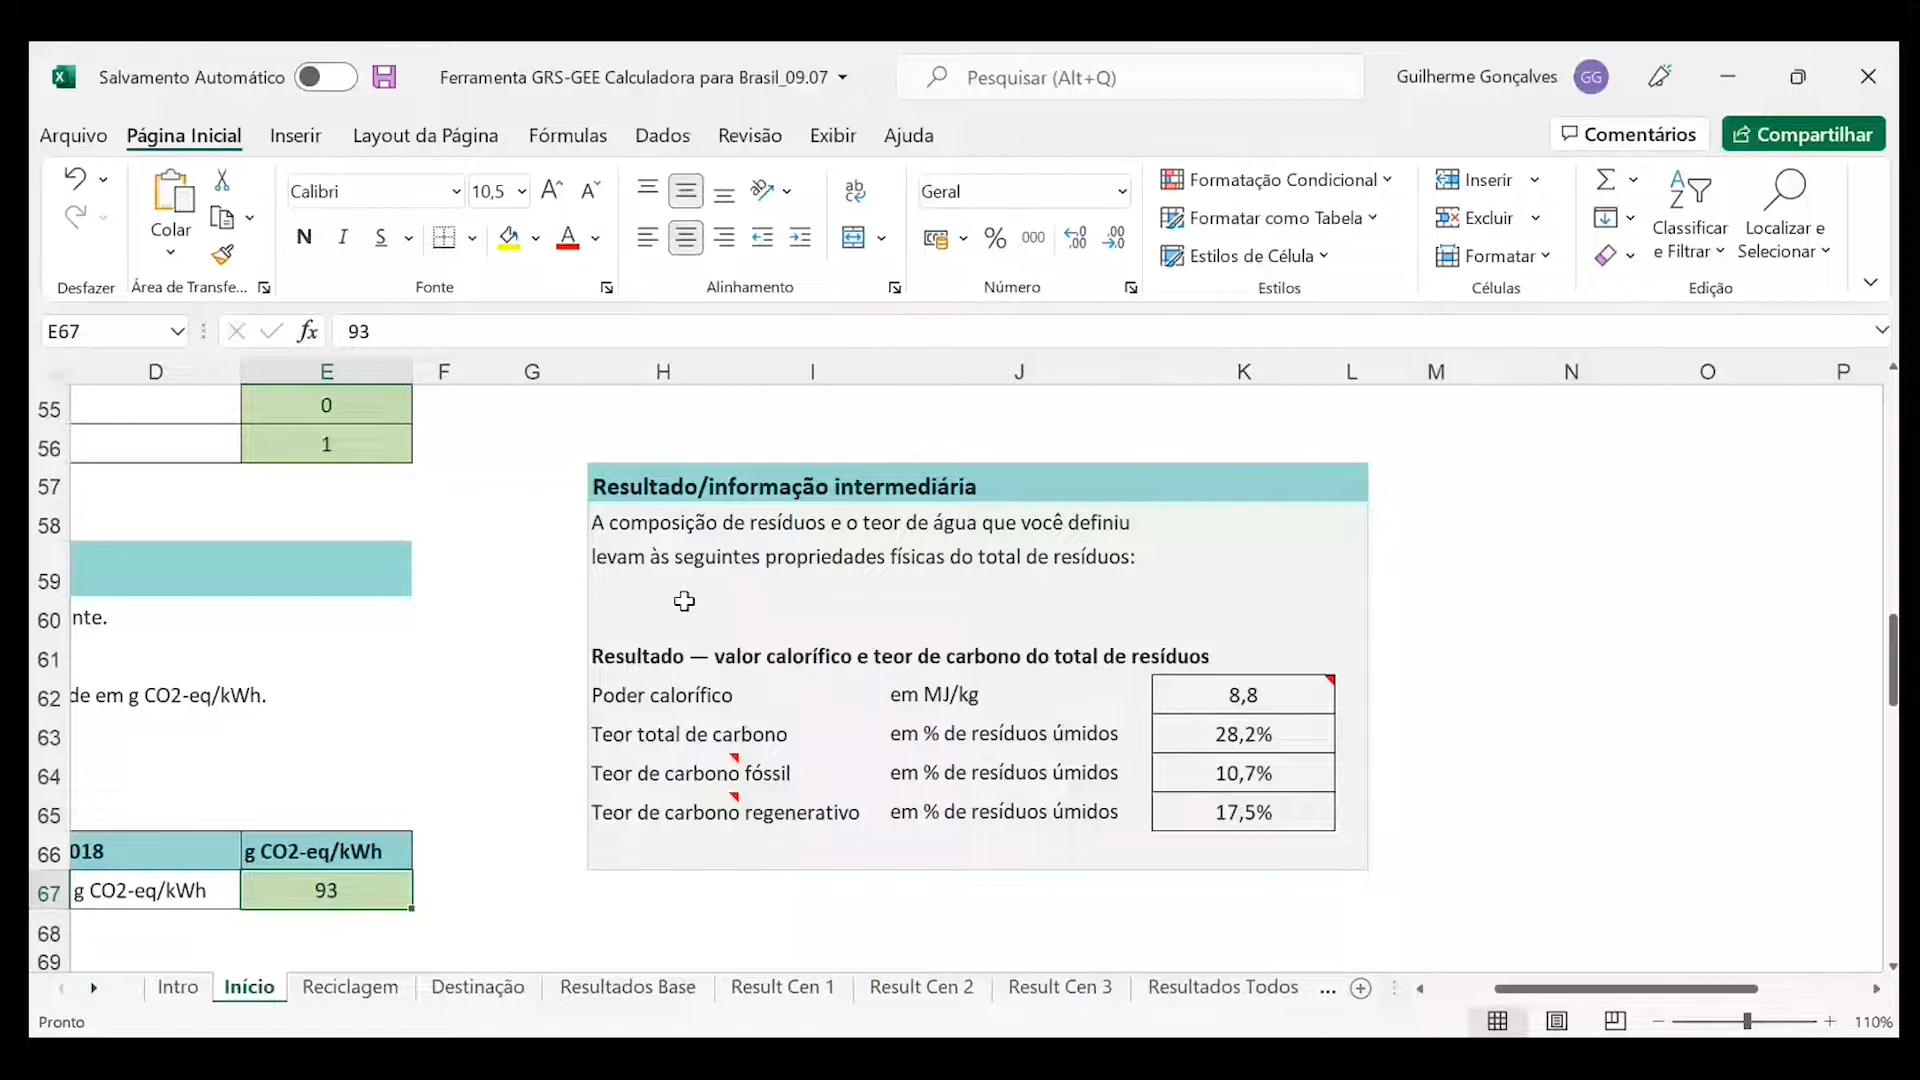 Salvamento Automático
Ferramenta GRS-GEE Calculadora para Brasil_09.07
Pesquisar (Alt+Q)
Guilherme Gonçalves
GG
Arquivo
Página Inicial
Inserir
Layout da Página
Fórmulas
Dados
Revisão
Exibir
Ajuda
Comentários
Compartilhar
Desfazer
Colar
Área de Transfe...
Calibri
10,5
N I S
Fonte
Alinhamento
Geral
% 000
Número
Formatação Condicional
Formatar como Tabela
Estilos de Célula
Estilos
Inserir
Excluir
Formatar
Células
Classificar
e Filtrar
Localizar e
Selecionar
Edição
E67
fx
93
D E F G H I J K L M N O P
55 0
56 1
57 Resultado/informação intermediária
58 A composição de resíduos e o teor de água que você definiu
59 levam às seguintes propriedades físicas do total de resíduos:
60 nte.
61 Resultado — valor calorífico e teor de carbono do total de resíduos
62 de em g CO2-eq/kWh. Poder calorífico em MJ/kg 8,8
63 Teor total de carbono em % de resíduos úmidos 28,2%
64 Teor de carbono fóssil em % de resíduos úmidos 10,7%
65 Teor de carbono regenerativo em % de resíduos úmidos 17,5%
66 018 g CO2-eq/kWh
67 g CO2-eq/kWh 93
68
69
Intro
Início
Reciclagem
Destinação
Resultados Base
Result Cen 1
Result Cen 2
Result Cen 3
Resultados Todos
...
Pronto
110%